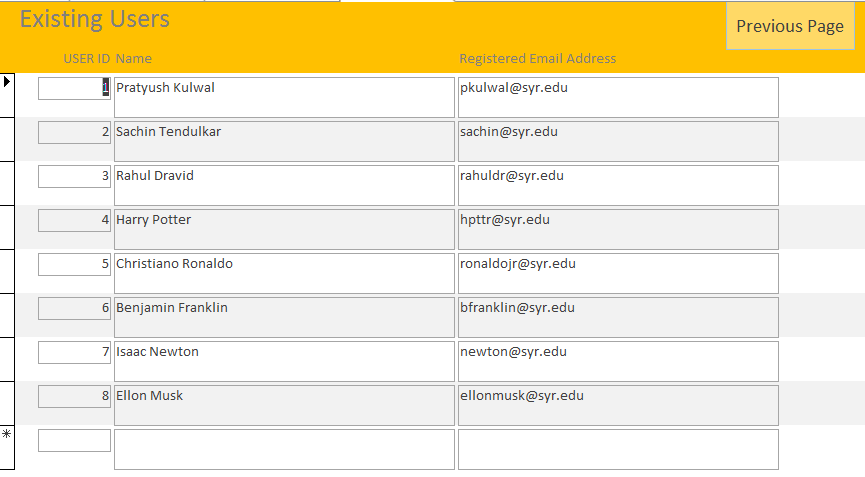 Existing Users
Previous Page
USER ID Name Registered Email Address
1 Pratyush Kulwal pkulwal@syr.edu
2 Sachin Tendulkar sachin@syr.edu
3 Rahul Dravid rahuldr@syr.edu
4 Harry Potter hpttr@syr.edu
5 Christiano Ronaldo ronaldojr@syr.edu
6 Benjamin Franklin bfranklin@syr.edu
7 Isaac Newton newton@syr.edu
8 Ellon Musk ellonmusk@syr.edu